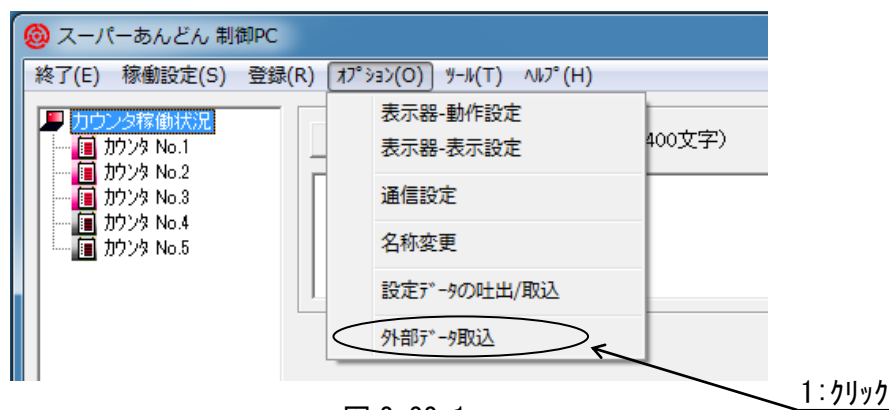 スーパーあんどん 制御PC
終了(E) 稼働設定(S) 登録(R) ｵﾌﾟｼｮﾝ(O) ﾂｰﾙ(T) ﾍﾙﾌﾟ(H)
カウンタ稼働状況
ｶｳﾝﾀ No.1
ｶｳﾝﾀ No.2
ｶｳﾝﾀ No.3
ｶｳﾝﾀ No.4
ｶｳﾝﾀ No.5
表示器-動作設定
表示器-表示設定
通信設定
名称変更
設定ﾃﾞｰﾀの吐出/取込
外部ﾃﾞｰﾀ取込
400文字)
1:ｸﾘｯｸ